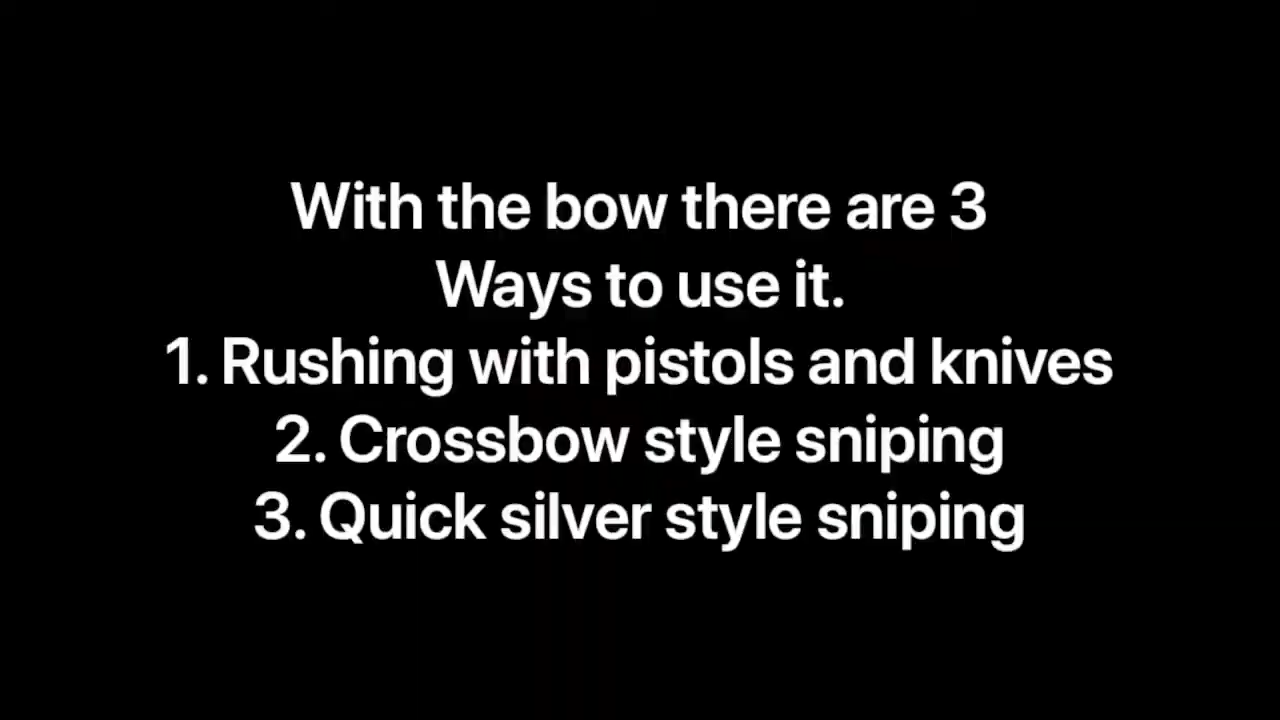 With the bow there are 3
Ways to use it.
1. Rushing with pistols and knives
2. Crossbow style sniping
3. Quick silver style sniping